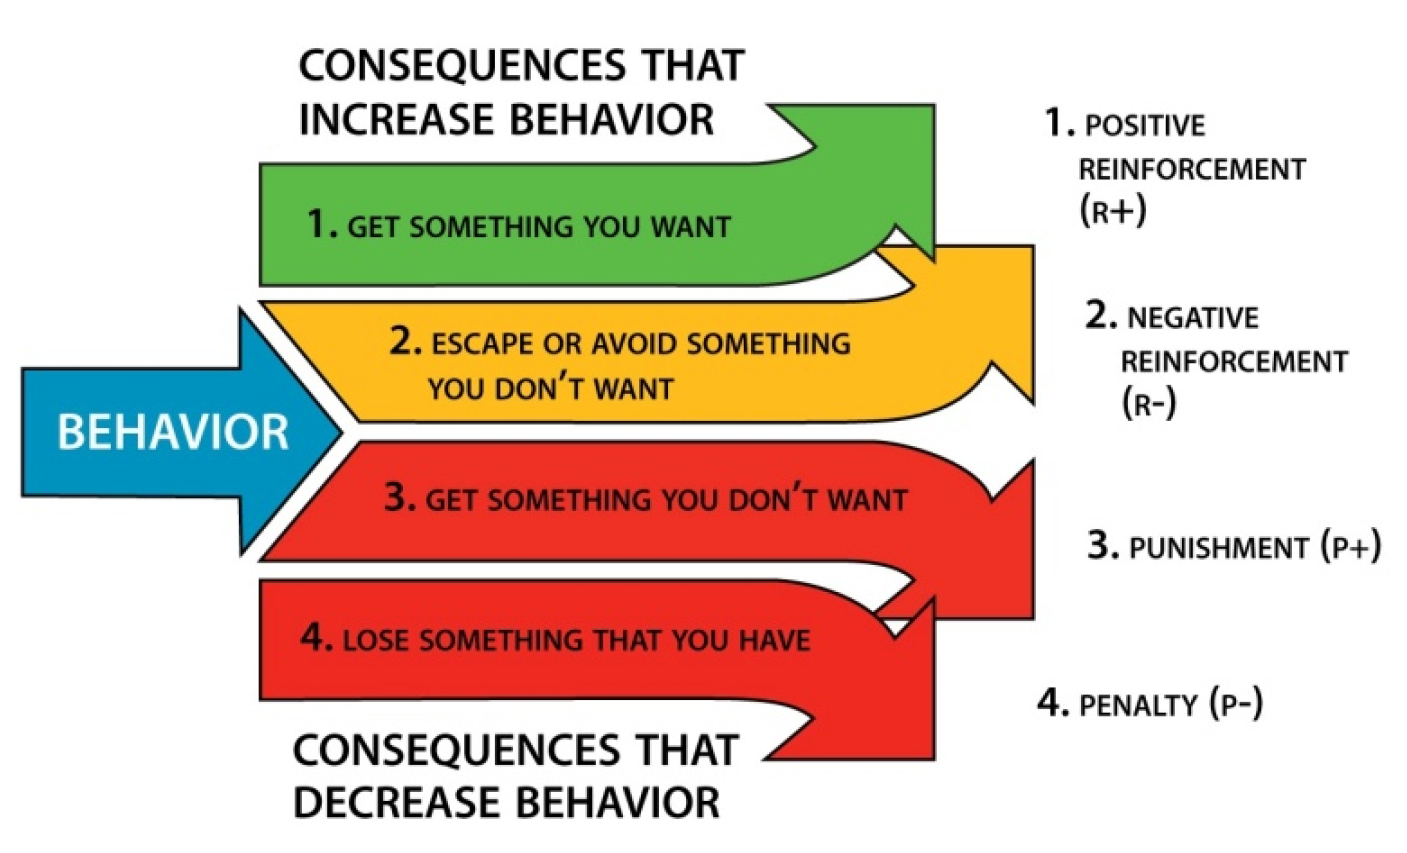 CONSEQUENCES THAT
INCREASE BEHAVIOR
1. GET SOMETHING YOU WANT
2. ESCAPE OR AVOID SOMETHING
YOU DON'T WANT
BEHAVIOR
3. GET SOMETHING YOU DON'T WANT
4. LOSE SOMETHING THAT YOU HAVE
CONSEQUENCES THAT
DECREASE BEHAVIOR
1. POSITIVE
REINFORCEMENT
(R+)
2. NEGATIVE
REINFORCEMENT
(R-)
3. PUNISHMENT (P+)
4. PENALTY (P-)